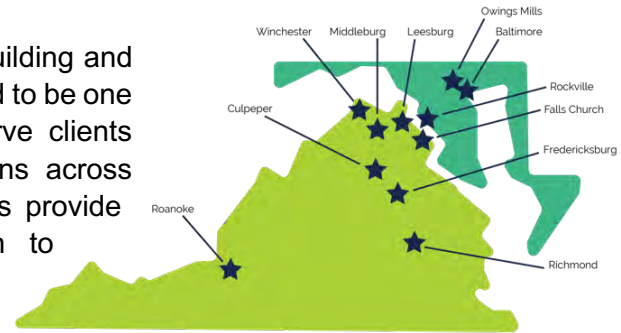 Owings Mills
Winchester Middleburg Leesburg Baltimore
uilding and
d to be one
Rockville
rve clients
Culpeper
Falls Church
ns across
Fredericksburg
s provide
Roanoke
n to
Richmond